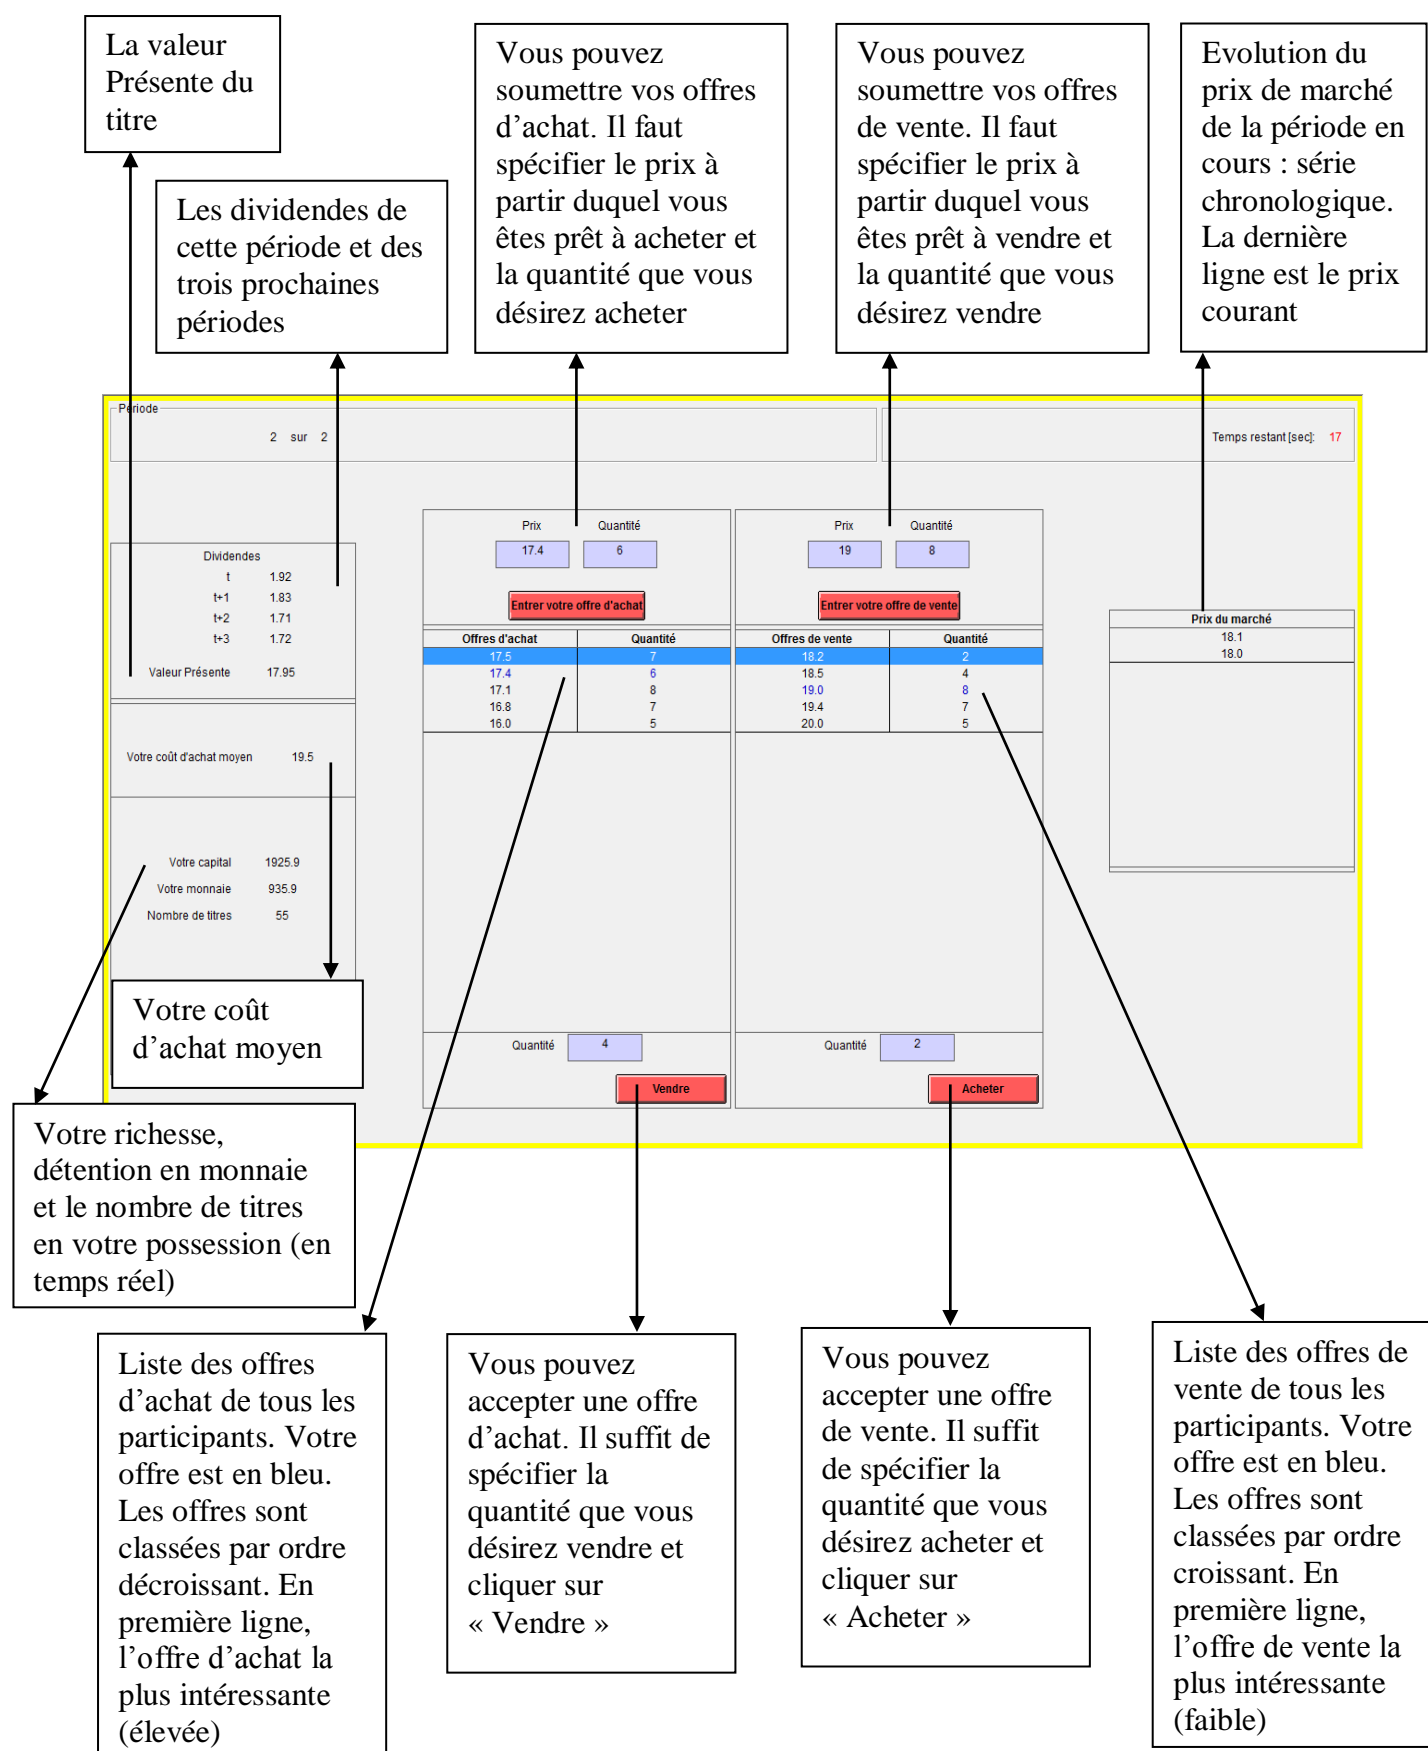 La valeur
Présente du
titre
Vous pouvez
soumettre vos offres
d’achat. Il faut
spécifier le prix à
partir duquel vous
êtes prêt à acheter et
la quantité que vous
désirez acheter
Vous pouvez
soumettre vos offres
de vente. Il faut
spécifier le prix à
partir duquel vous
êtes prêt à vendre et
la quantité que vous
désirez vendre
Evolution du
prix de marché
de la période en
cours : série
chronologique.
La dernière
ligne est le prix
courant
Les dividendes de
cette période et des
trois prochaines
périodes
Période
2 sur 2
Temps restant [sec]: 17
Dividendes
t 1.92
t+1 1.83
t+2 1.71
t+3 1.72
Valeur Présente 17.95
Votre coût d'achat moyen 19.5
Votre capital 1925.9
Votre monnaie 935.9
Nombre de titres 55
Prix Quantité
17.4 6
Entrer votre offre d'achat
Offres d'achat Quantité
17.5 7
17.4 6
17.1 8
16.8 7
16.0 5
Quantité 4
Vendre
Prix Quantité
19 8
Entrer votre offre de vente
Offres de vente Quantité
18.2 2
18.5 4
19.0 8
19.4 7
20.0 5
Quantité 2
Acheter
Prix du marché
18.1
18.0
Votre coût
d’achat moyen
Votre richesse,
détention en monnaie
et le nombre de titres
en votre possession (en
temps réel)
Liste des offres
d’achat de tous les
participants. Votre
offre est en bleu.
Les offres sont
classées par ordre
décroissant. En
première ligne,
l’offre d’achat la
plus intéressante
(élevée)
Vous pouvez
accepter une offre
d’achat. Il suffit de
spécifier la
quantité que vous
désirez vendre et
cliquer sur
« Vendre »
Vous pouvez
accepter une offre
de vente. Il suffit
de spécifier la
quantité que vous
désirez acheter et
cliquer sur
« Acheter »
Liste des offres de
vente de tous les
participants. Votre
offre est en bleu.
Les offres sont
classées par ordre
croissant. En
première ligne,
l’offre de vente la
plus intéressante
(faible)